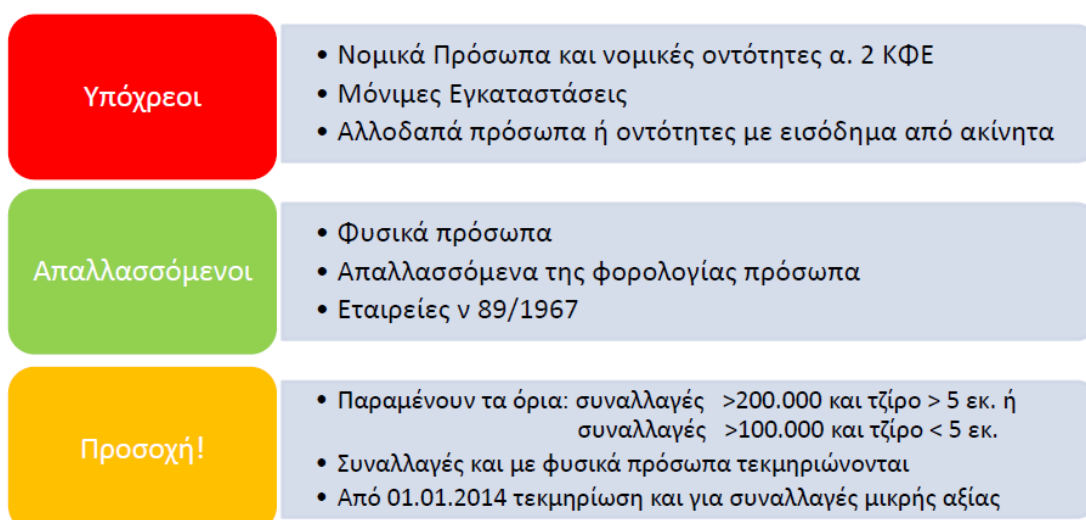 Υπόχρεοι
• Νομικά Πρόσωπα και νομικές οντότητες α. 2 ΚΦΕ
• Μόνιμες Εγκαταστάσεις
• Αλλοδαπά πρόσωπα ή οντότητες με εισόδημα από ακίνητα
Απαλλασσόμενοι
• Φυσικά πρόσωπα
• Απαλλασσόμενα της φορολογίας πρόσωπα
• Εταιρείες ν 89/1967
Προσοχή!
• Παραμένουν τα όρια: συναλλαγές >200.000 και τζίρο > 5 εκ. ή
συναλλαγές >100.000 και τζίρο < 5 εκ.
• Συναλλαγές και με φυσικά πρόσωπα τεκμηριώνονται
• Από 01.01.2014 τεκμηρίωση και για συναλλαγές μικρής αξίας